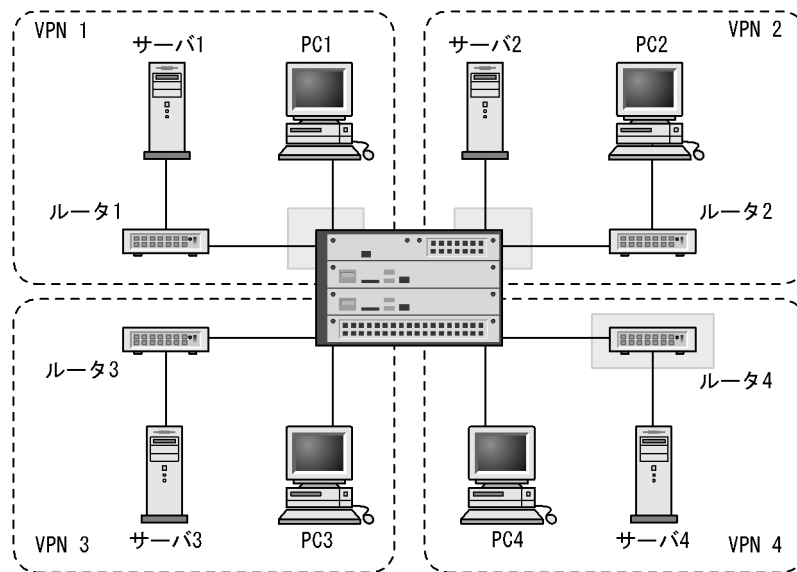 VPN 1
サーバ1
PC1
サーバ2
PC2
VPN 2
ルータ1
ルータ2
ルータ3
ルータ4
VPN 3
サーバ3
PC3
PC4
サーバ4
VPN 4